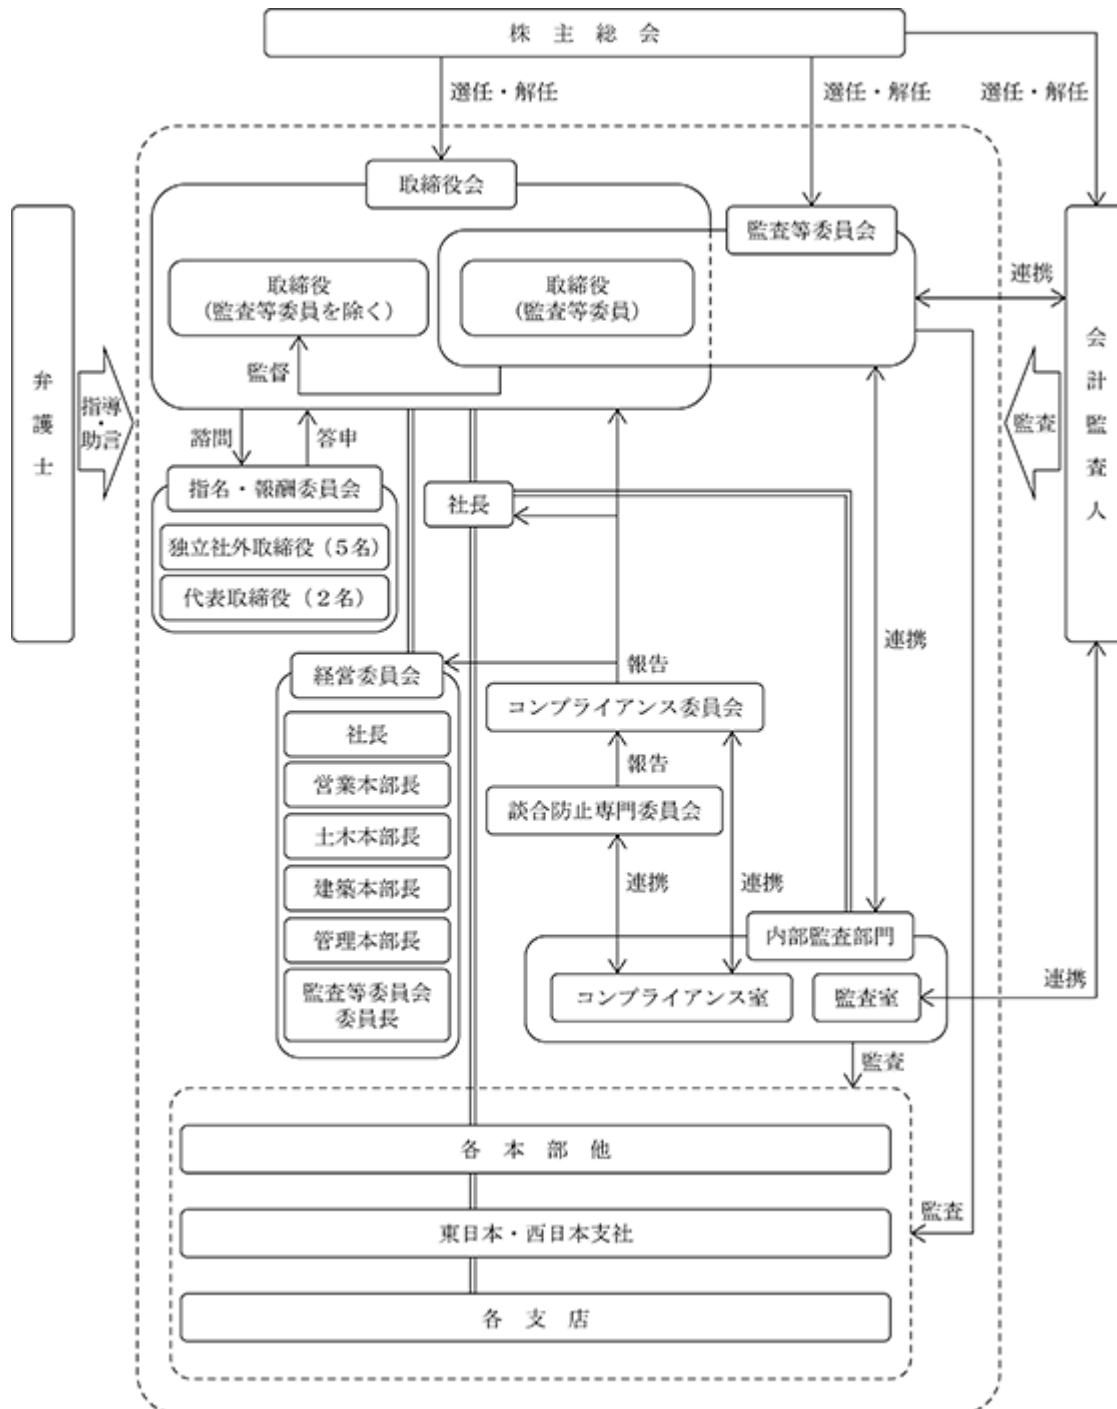 株主総会
選任・解任
選任・解任
選任・解任
取締役会
監査等委員会
取締役
(監査等委員を除く)
取締役
(監査等委員)
監督
連携
弁護士
指導・助言
会計監査人
監査
諮問
答申
指名・報酬委員会
独立社外取締役(5名)
代表取締役(2名)
社長
連携
報告
経営委員会
社長
営業本部長
土木本部長
建築本部長
管理本部長
監査等委員会
委員長
コンプライアンス委員会
報告
談合防止専門委員会
連携
連携
内部監査部門
コンプライアンス室
監査室
連携
監査
各本部他
東日本・西日本支社
各支店
監査